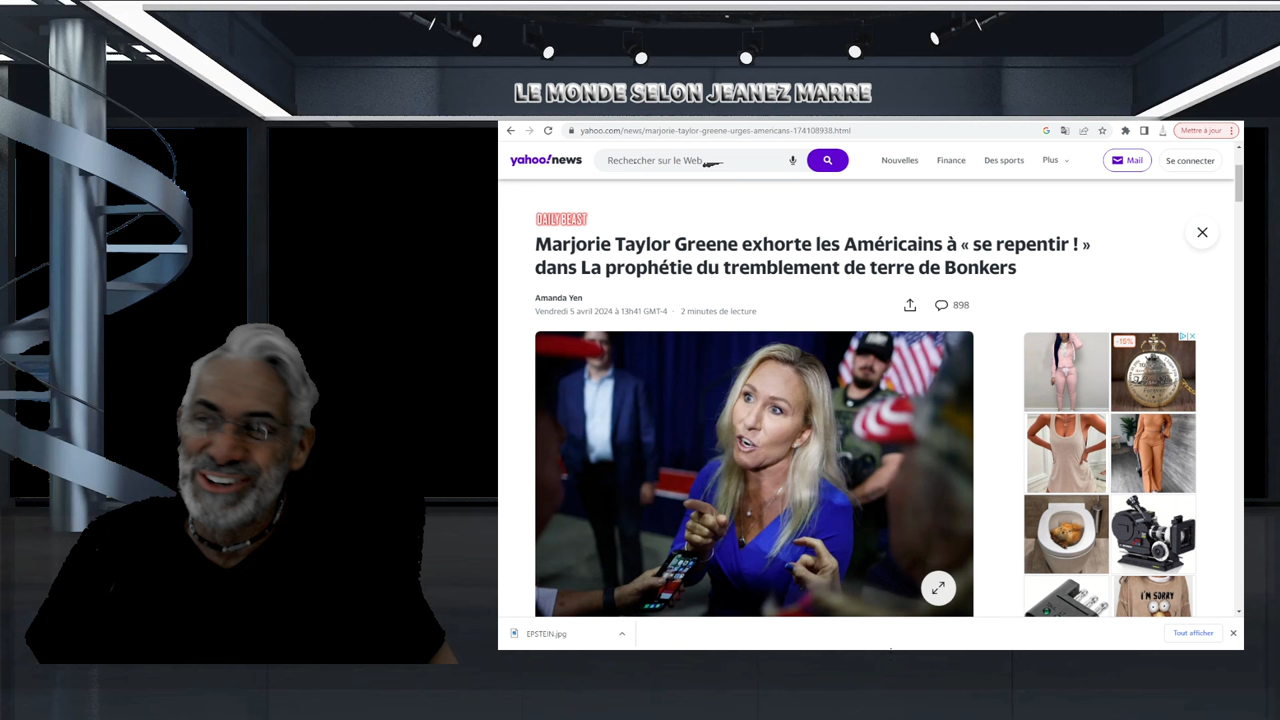 LE MONDE SELON JEANEZ MARRE
yahoo.com/news/marjorie-taylor-greene-urges-americans-174108938.html
Mettre à jour
yahoo!news
Rechercher sur le Web
Nouvelles
Finance
Des sports
Plus
Mail
Se connecter
DAILY BEAST
Marjorie Taylor Greene exhorte les Américains à « se repentir ! »
dans La prophétie du tremblement de terre de Bonkers
Amanda Yen
Vendredi 5 avril 2024 à 13h41 GMT-4 · 2 minutes de lecture
898
-15%
I'M SORRY
EPSTEIN.jpg
Tout afficher